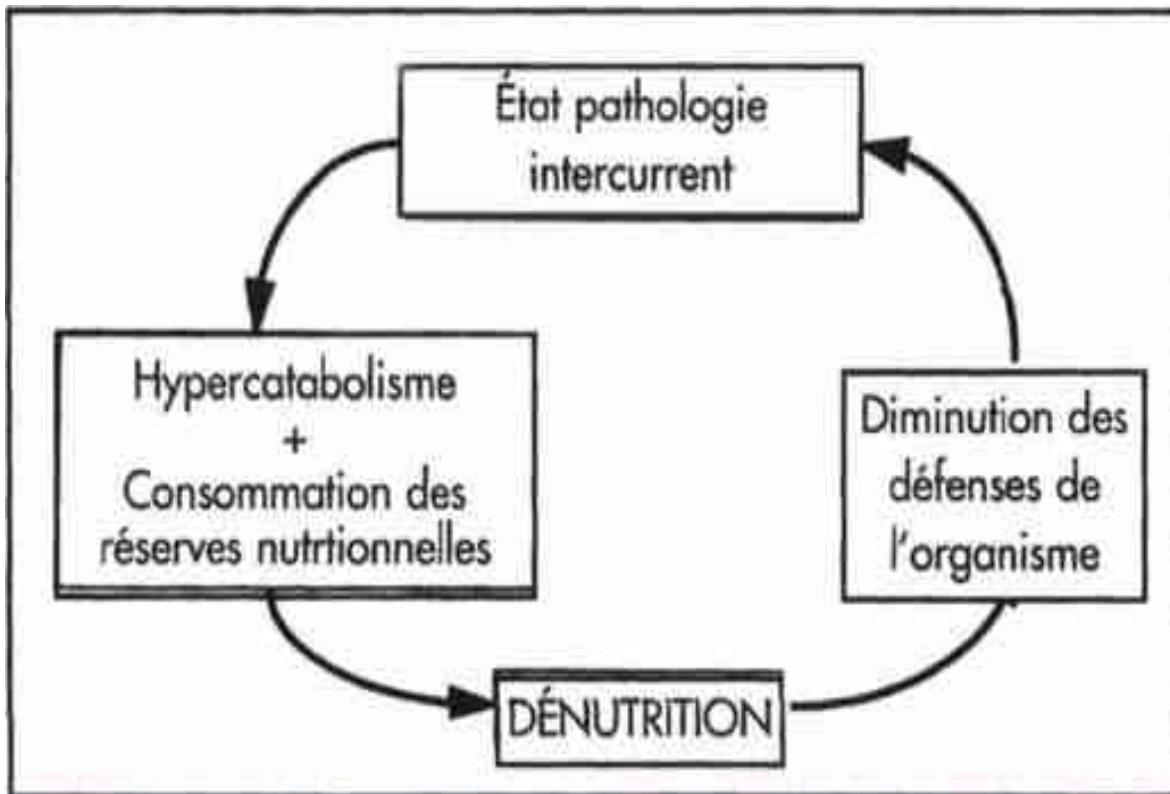 État pathologie
intercurrent
Hypercatabolisme
+
Consommation des
réserves nutrtionnelles
DÉNUTRITION
Diminution des
défenses de
l'organisme